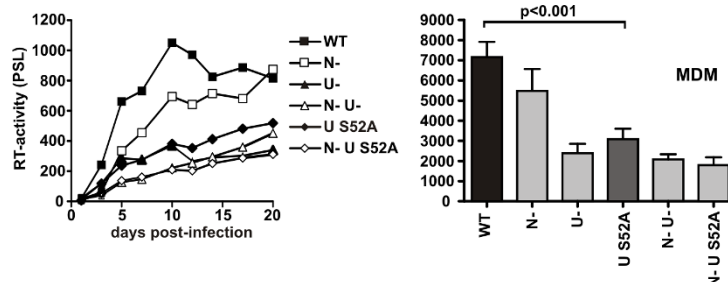 1200
1000
800
600
400
200
0
RT-activity (PSL)
0 5 10 15 20
days post-infection
WT
N-
U-
N- U-
U S52A
N- U S52A
p<0.001
9000
8000
7000
6000
5000
4000
3000
2000
1000
0
MDM
WT
N-
U-
U S52A
N- U-
N- U S52A